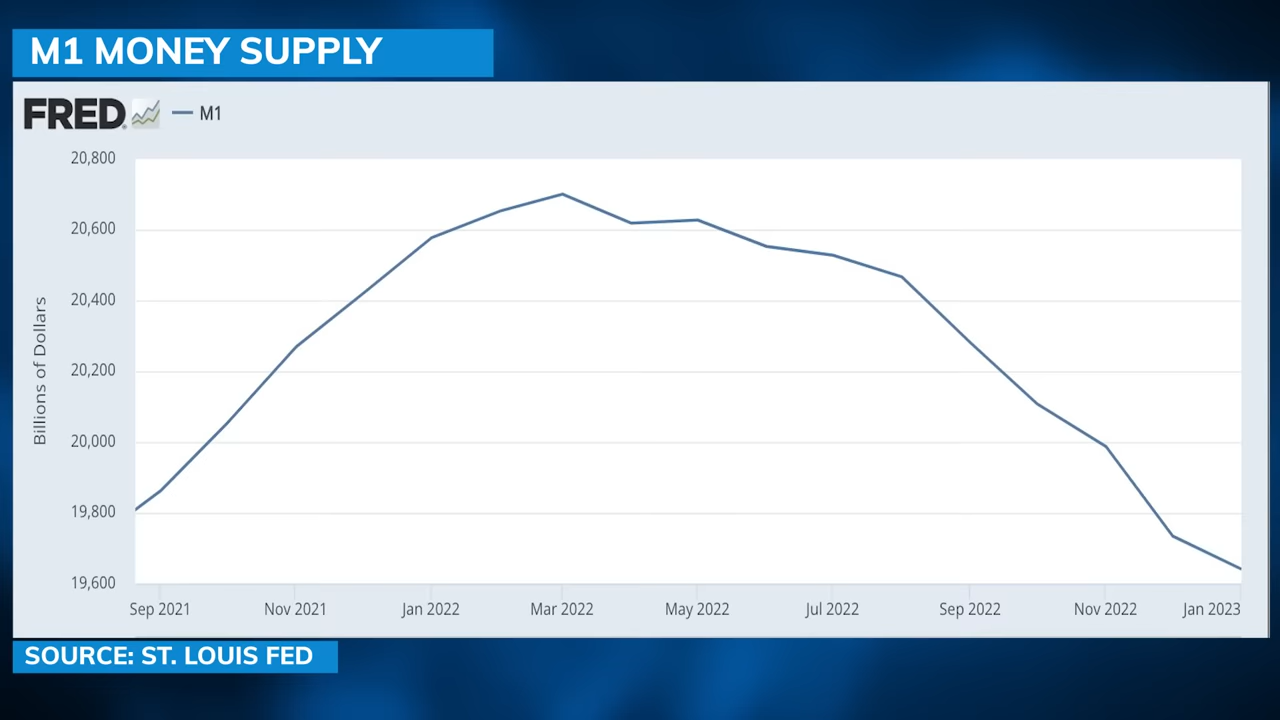 M1 MONEY SUPPLY
FRED M1
20,800
20,600
20,400
20,200
20,000
19,800
19,600
Billions of Dollars
Sep 2021 Nov 2021 Jan 2022 Mar 2022 May 2022 Jul 2022 Sep 2022 Nov 2022 Jan 2023
SOURCE: ST. LOUIS FED